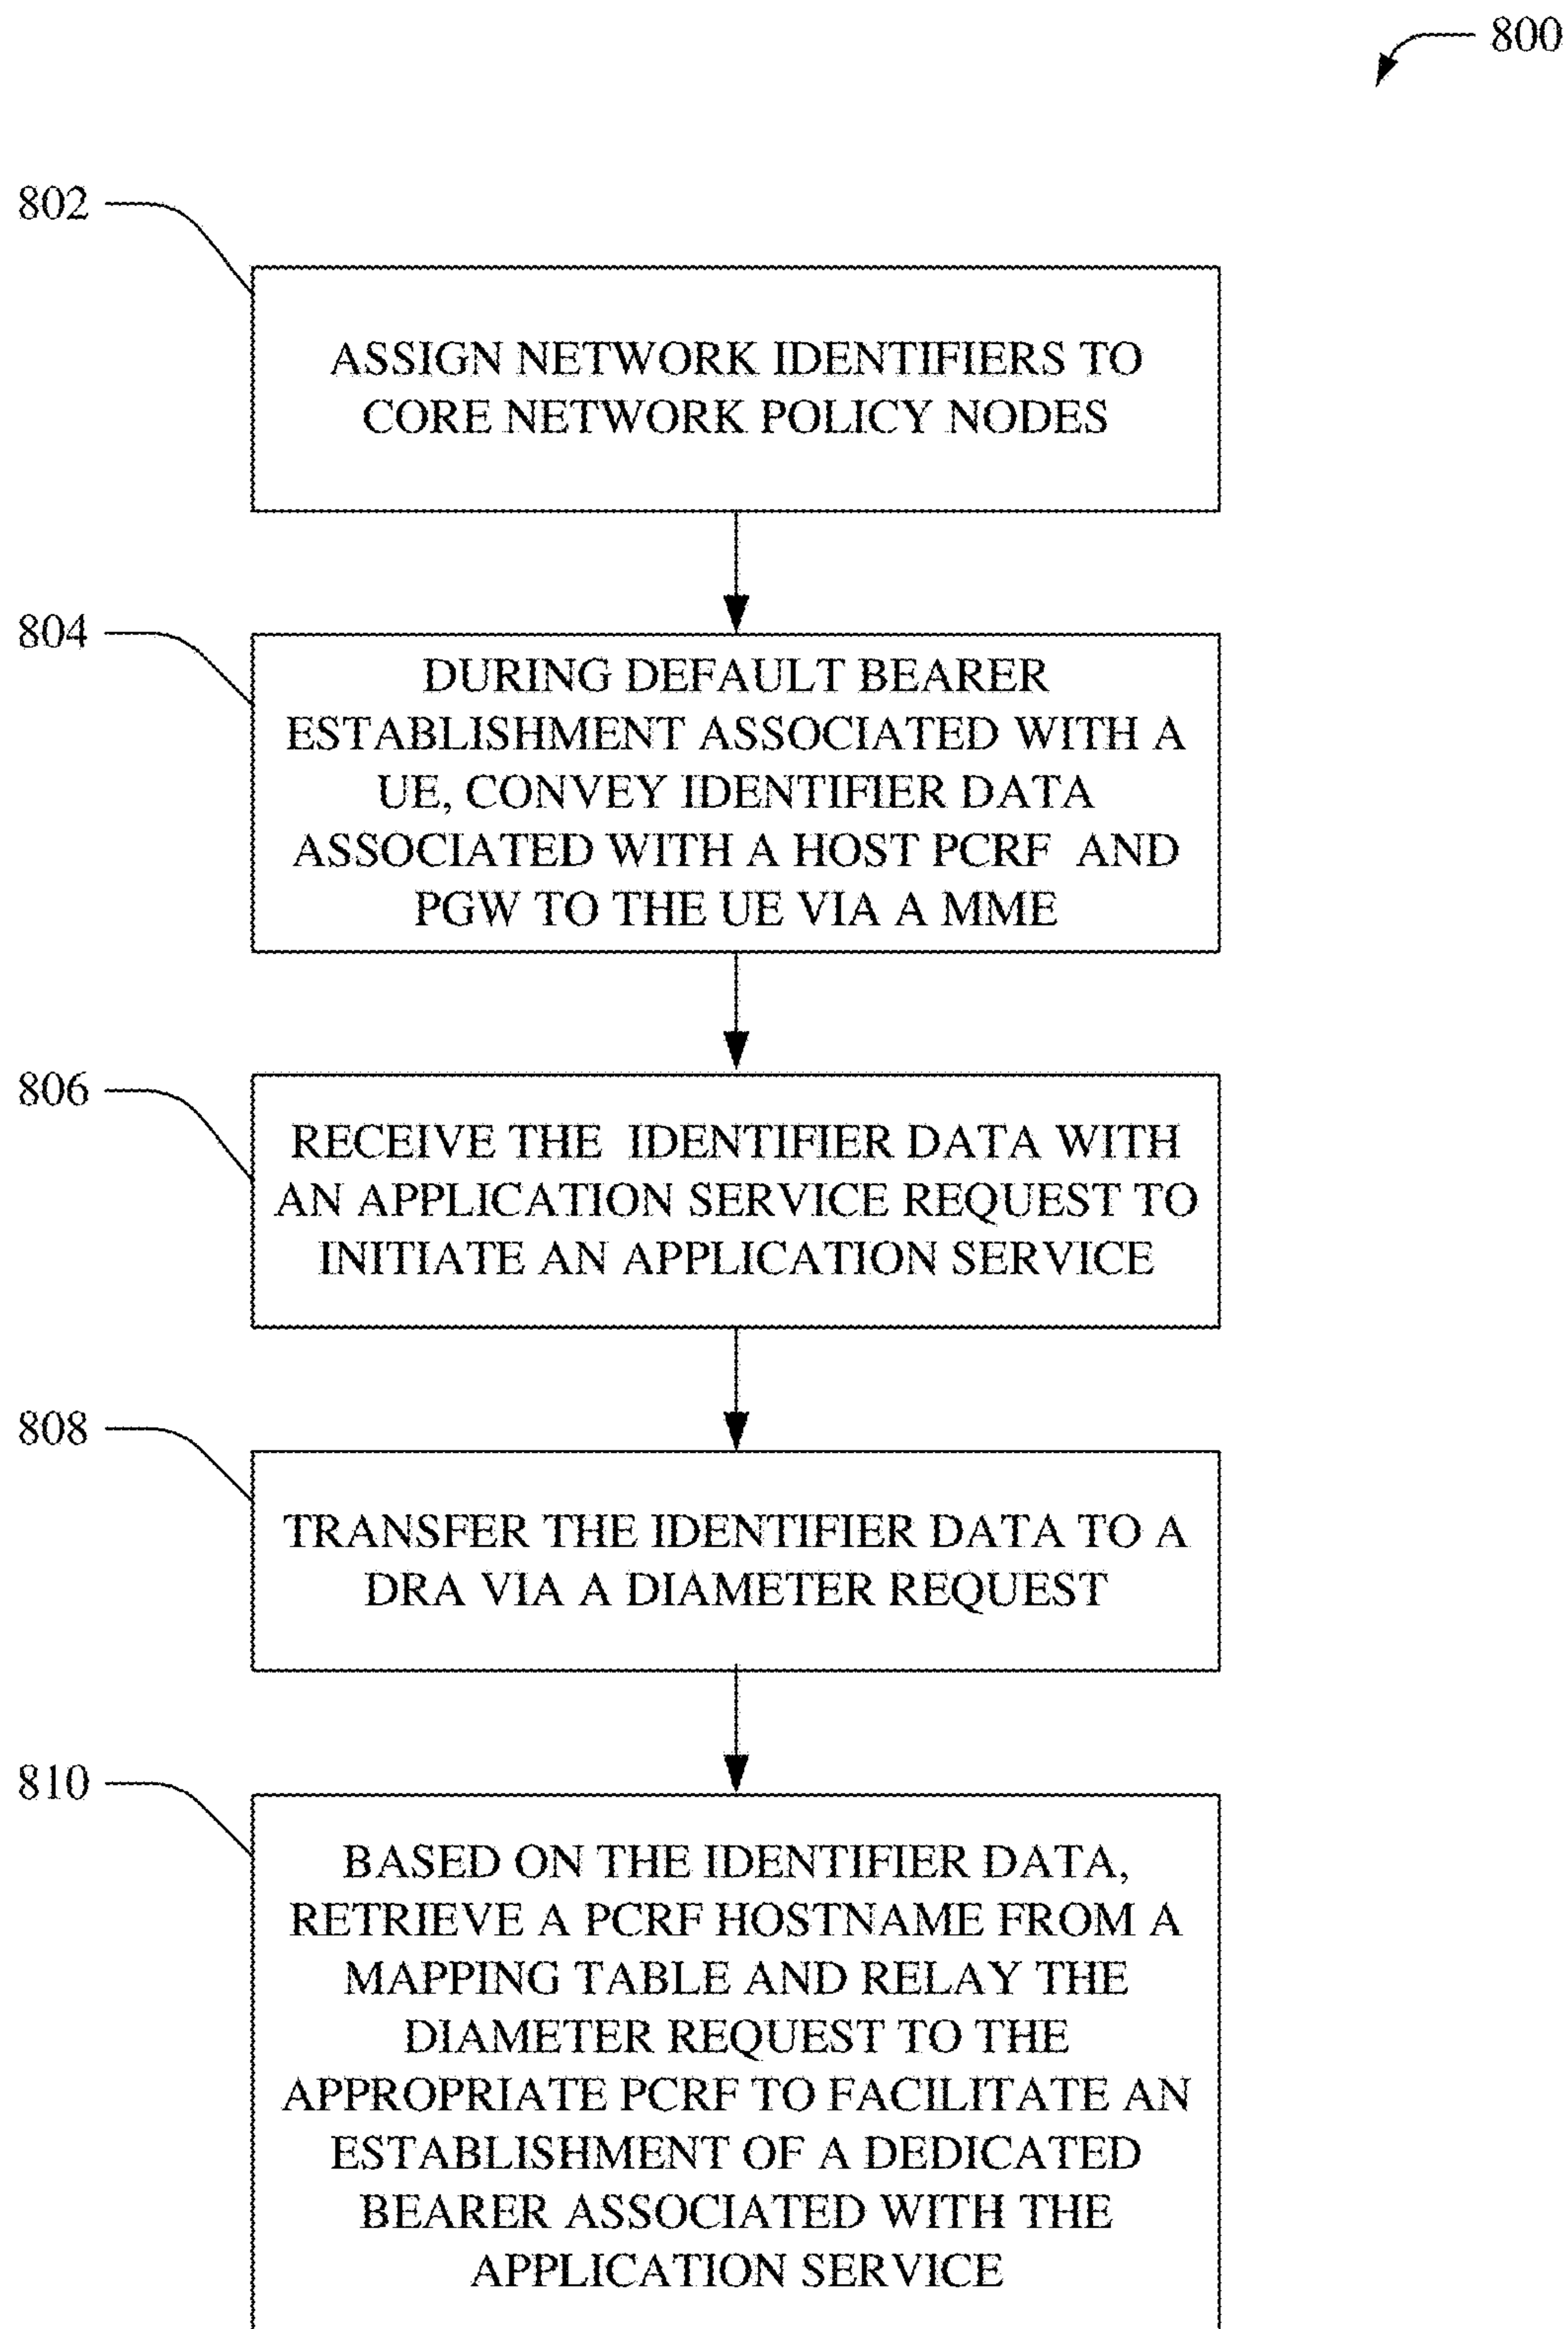 800
802
ASSIGN NETWORK IDENTIFIERS TO
CORE NETWORK POLICY NODES
804
DURING DEFAULT BEARER
ESTABLISHMENT ASSOCIATED WITH A
UE, CONVEY IDENTIFIER DATA
ASSOCIATED WITH A HOST PCRF AND
PGW TO THE UE VIA A MME
806
RECEIVE THE IDENTIFIER DATA WITH
AN APPLICATION SERVICE REQUEST TO
INITIATE AN APPLICATION SERVICE
808
TRANSFER THE IDENTIFIER DATA TO A
DRA VIA A DIAMETER REQUEST
810
BASED ON THE IDENTIFIER DATA,
RETRIEVE A PCRF HOSTNAME FROM A
MAPPING TABLE AND RELAY THE
DIAMETER REQUEST TO THE
APPROPRIATE PCRF TO FACILITATE AN
ESTABLISHMENT OF A DEDICATED
BEARER ASSOCIATED WITH THE
APPLICATION SERVICE